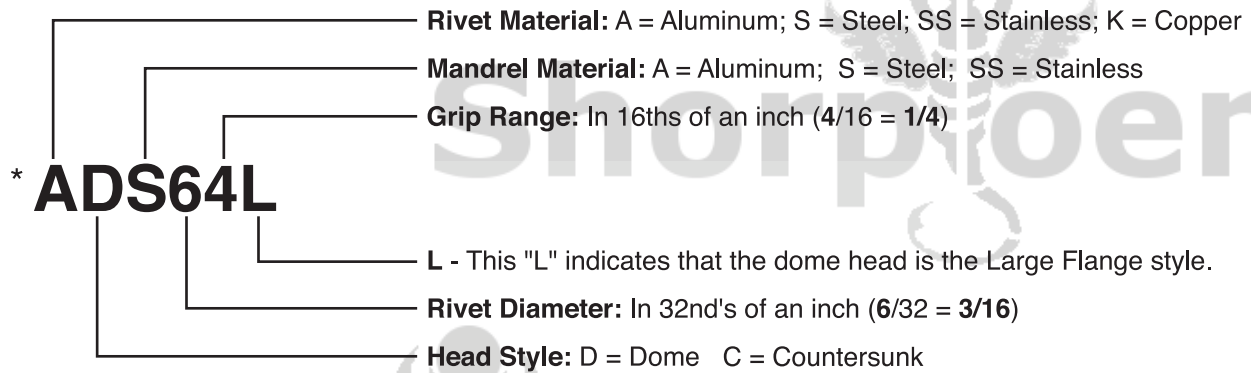 Rivet Material: A = Aluminum; S = Steel; SS = Stainless; K = Copper
Mandrel Material: A = Aluminum; S = Steel; SS = Stainless
Grip Range: In 16ths of an inch (4/16 = 1/4)
* ADS64L
L - This "L" indicates that the dome head is the Large Flange style.
Rivet Diameter: In 32nd's of an inch (6/32 = 3/16)
Head Style: D = Dome C = Countersunk